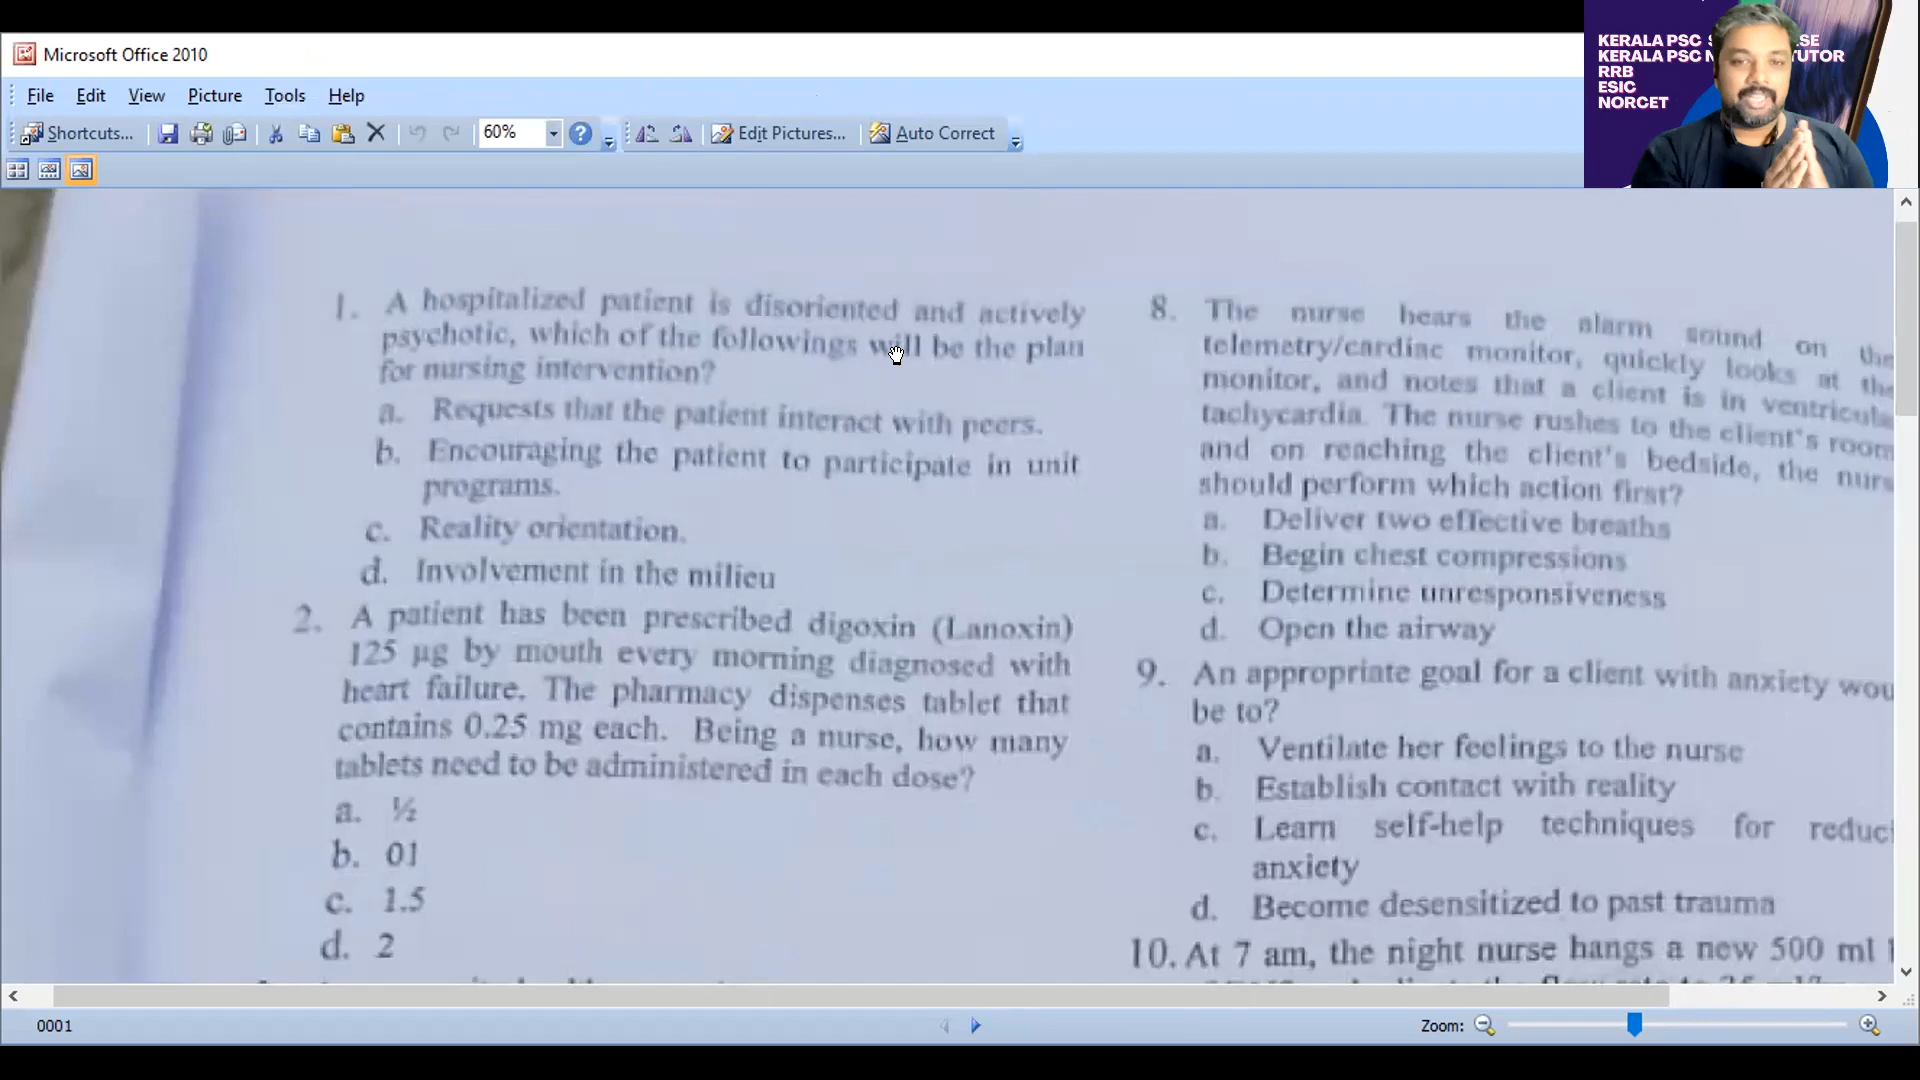 Microsoft Office 2010
File Edit View Picture Tools Help
Shortcuts... 60% Edit Pictures... Auto Correct
KERALA PSC
KERALA PSC
RRB
ESIC
NORCET
TUTOR
1. A hospitalized patient is disoriented and actively
psychotic, which of the followings will be the plan
for nursing intervention?
a. Requests that the patient interact with peers.
b. Encouraging the patient to participate in unit
programs.
c. Reality orientation.
d. Involvement in the milieu
2. A patient has been prescribed digoxin (Lanoxin)
125 µg by mouth every morning diagnosed with
heart failure. The pharmacy dispenses tablet that
contains 0.25 mg each. Being a nurse, how many
tablets need to be administered in each dose?
a. ½
b. 01
c. 1.5
d. 2
8. The nurse hears the alarm sound on the
telemetry/cardiac monitor, quickly looks at the
monitor, and notes that a client is in
tachycardia. The nurse rushes to the client's room
and on reaching the client's bedside, the
should perform which action first?
a. Deliver two effective breaths
b. Begin chest compressions
c. Determine unresponsiveness
d. Open the airway
9. An appropriate goal for a client with anxiety
be to?
a. Ventilate her feelings to the nurse
b. Establish contact with reality
c. Learn self-help techniques for
anxiety
d. Become desensitized to past trauma
10. At 7 am, the night nurse hangs a new 500 ml
0001
Zoom: